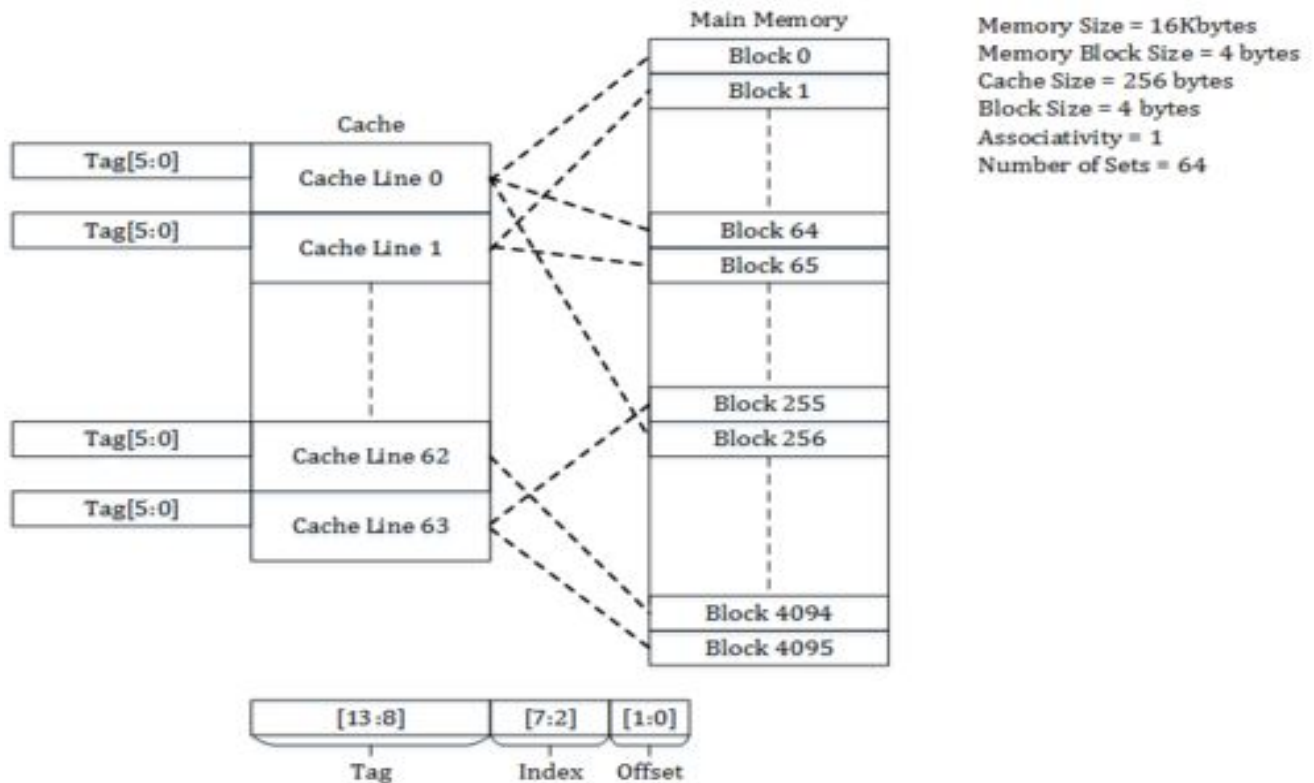 Main Memory
Memory Size = 16Kbytes
Memory Block Size = 4 bytes
Cache Size = 256 bytes
Block Size = 4 bytes
Associativity = 1
Number of Sets = 64
Block 0
Block 1
Cache
Tag[5:0]
Cache Line 0
Tag[5:0]
Cache Line 1
Block 64
Block 65
Block 255
Block 256
Tag[5:0]
Cache Line 62
Tag[5:0]
Cache Line 63
Block 4094
Block 4095
[13:8]
[7:2]
[1:0]
Tag
Index
Offset